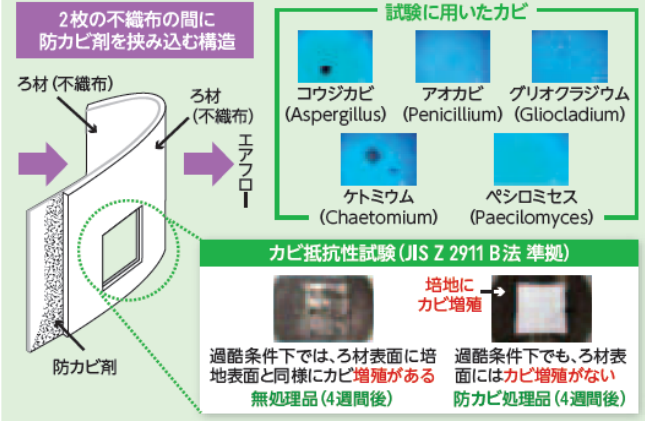 2枚の不織布の間に
防カビ剤を挟み込む構造
ろ材(不織布)
ろ材
(不織布)
エアフロー
防カビ剤
試験に用いたカビ
コウジカビ
(Aspergillus)
アオカビ
(Penicillium)
グリオクラジウム
(Gliocladium)
ケトミウム
(Chaetomium)
ペシロミセス
(Paecilomyces)
カビ抵抗性試験(JIS Z 2911 B法 準拠)
過酷条件下では、ろ材表面に培
地表面と同様にカビ増殖がある
無処理品(4週間後)
培地に
カビ増殖
過酷条件下でも、ろ材表
面にはカビ増殖がない
防カビ処理品(4週間後)